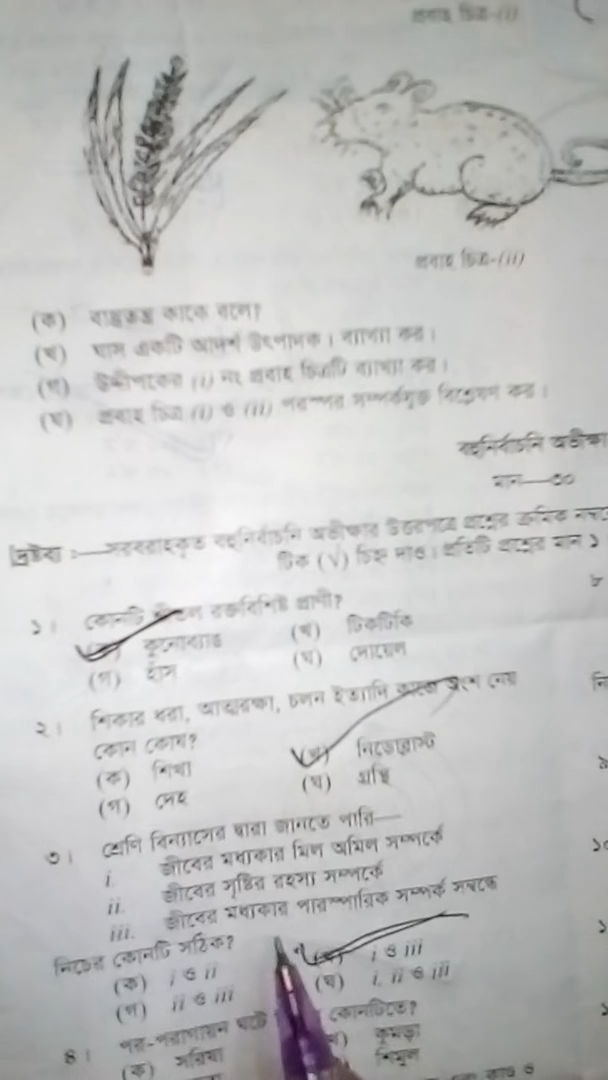 প্রবাহ চিত্র-(i)
প্রবাহ চিত্র-(ii)
(ক) বাস্তুতন্ত্র কাকে বলে?
(খ) ঘাস একটি আদর্শ উৎপাদক। ব্যাখ্যা কর।
(গ) উদ্দীপকের (i) নং প্রবাহ চিত্রটি ব্যাখ্যা কর।
(ঘ) প্রবাহ চিত্র (i) ও (ii) পরস্পর সম্পর্কযুক্ত বিশ্লেষণ কর।
বহুনির্বাচনি অভীক্ষা
মান—৩০
দ্রষ্টব্য :—সরবরাহকৃত বহুনির্বাচনি অভীক্ষার উত্তরপত্রে প্রশ্নের ক্রমিক
টিক (√) চিহ্ন দাও। প্রতিটি প্রশ্নের মান ১
১। কোনটি শীতল রক্তবিশিষ্ট প্রাণী?
কুনোব্যাঙ (খ) টিকটিকি
(গ) হাঁস (ঘ) দোয়েল
২। শিকার ধরা, আত্মরক্ষা, চলন ইত্যাদি কাজে অংশ নেয়
কোন কোষ?
(ক) শিখা (খ) নিডোব্লাস্ট
(গ) দেহ (ঘ) গ্রন্থি
৩। শ্রেণি বিন্যাসের দ্বারা জানতে পারি—
i. জীবের মধ্যকার মিল অমিল সম্পর্কে
ii. জীবের সৃষ্টির রহস্য সম্পর্কে
iii. জীবের মধ্যকার পারস্পারিক সম্পর্ক সম্বন্ধে
নিচের কোনটি সঠিক?
(ক) i ও ii (খ) i ও iii
(গ) ii ও iii (ঘ) i, ii ও iii
৪। পর-পরাগায়ন ঘটে কোনটিতে?
(ক) সরিষা কুমড়া
শিমুল